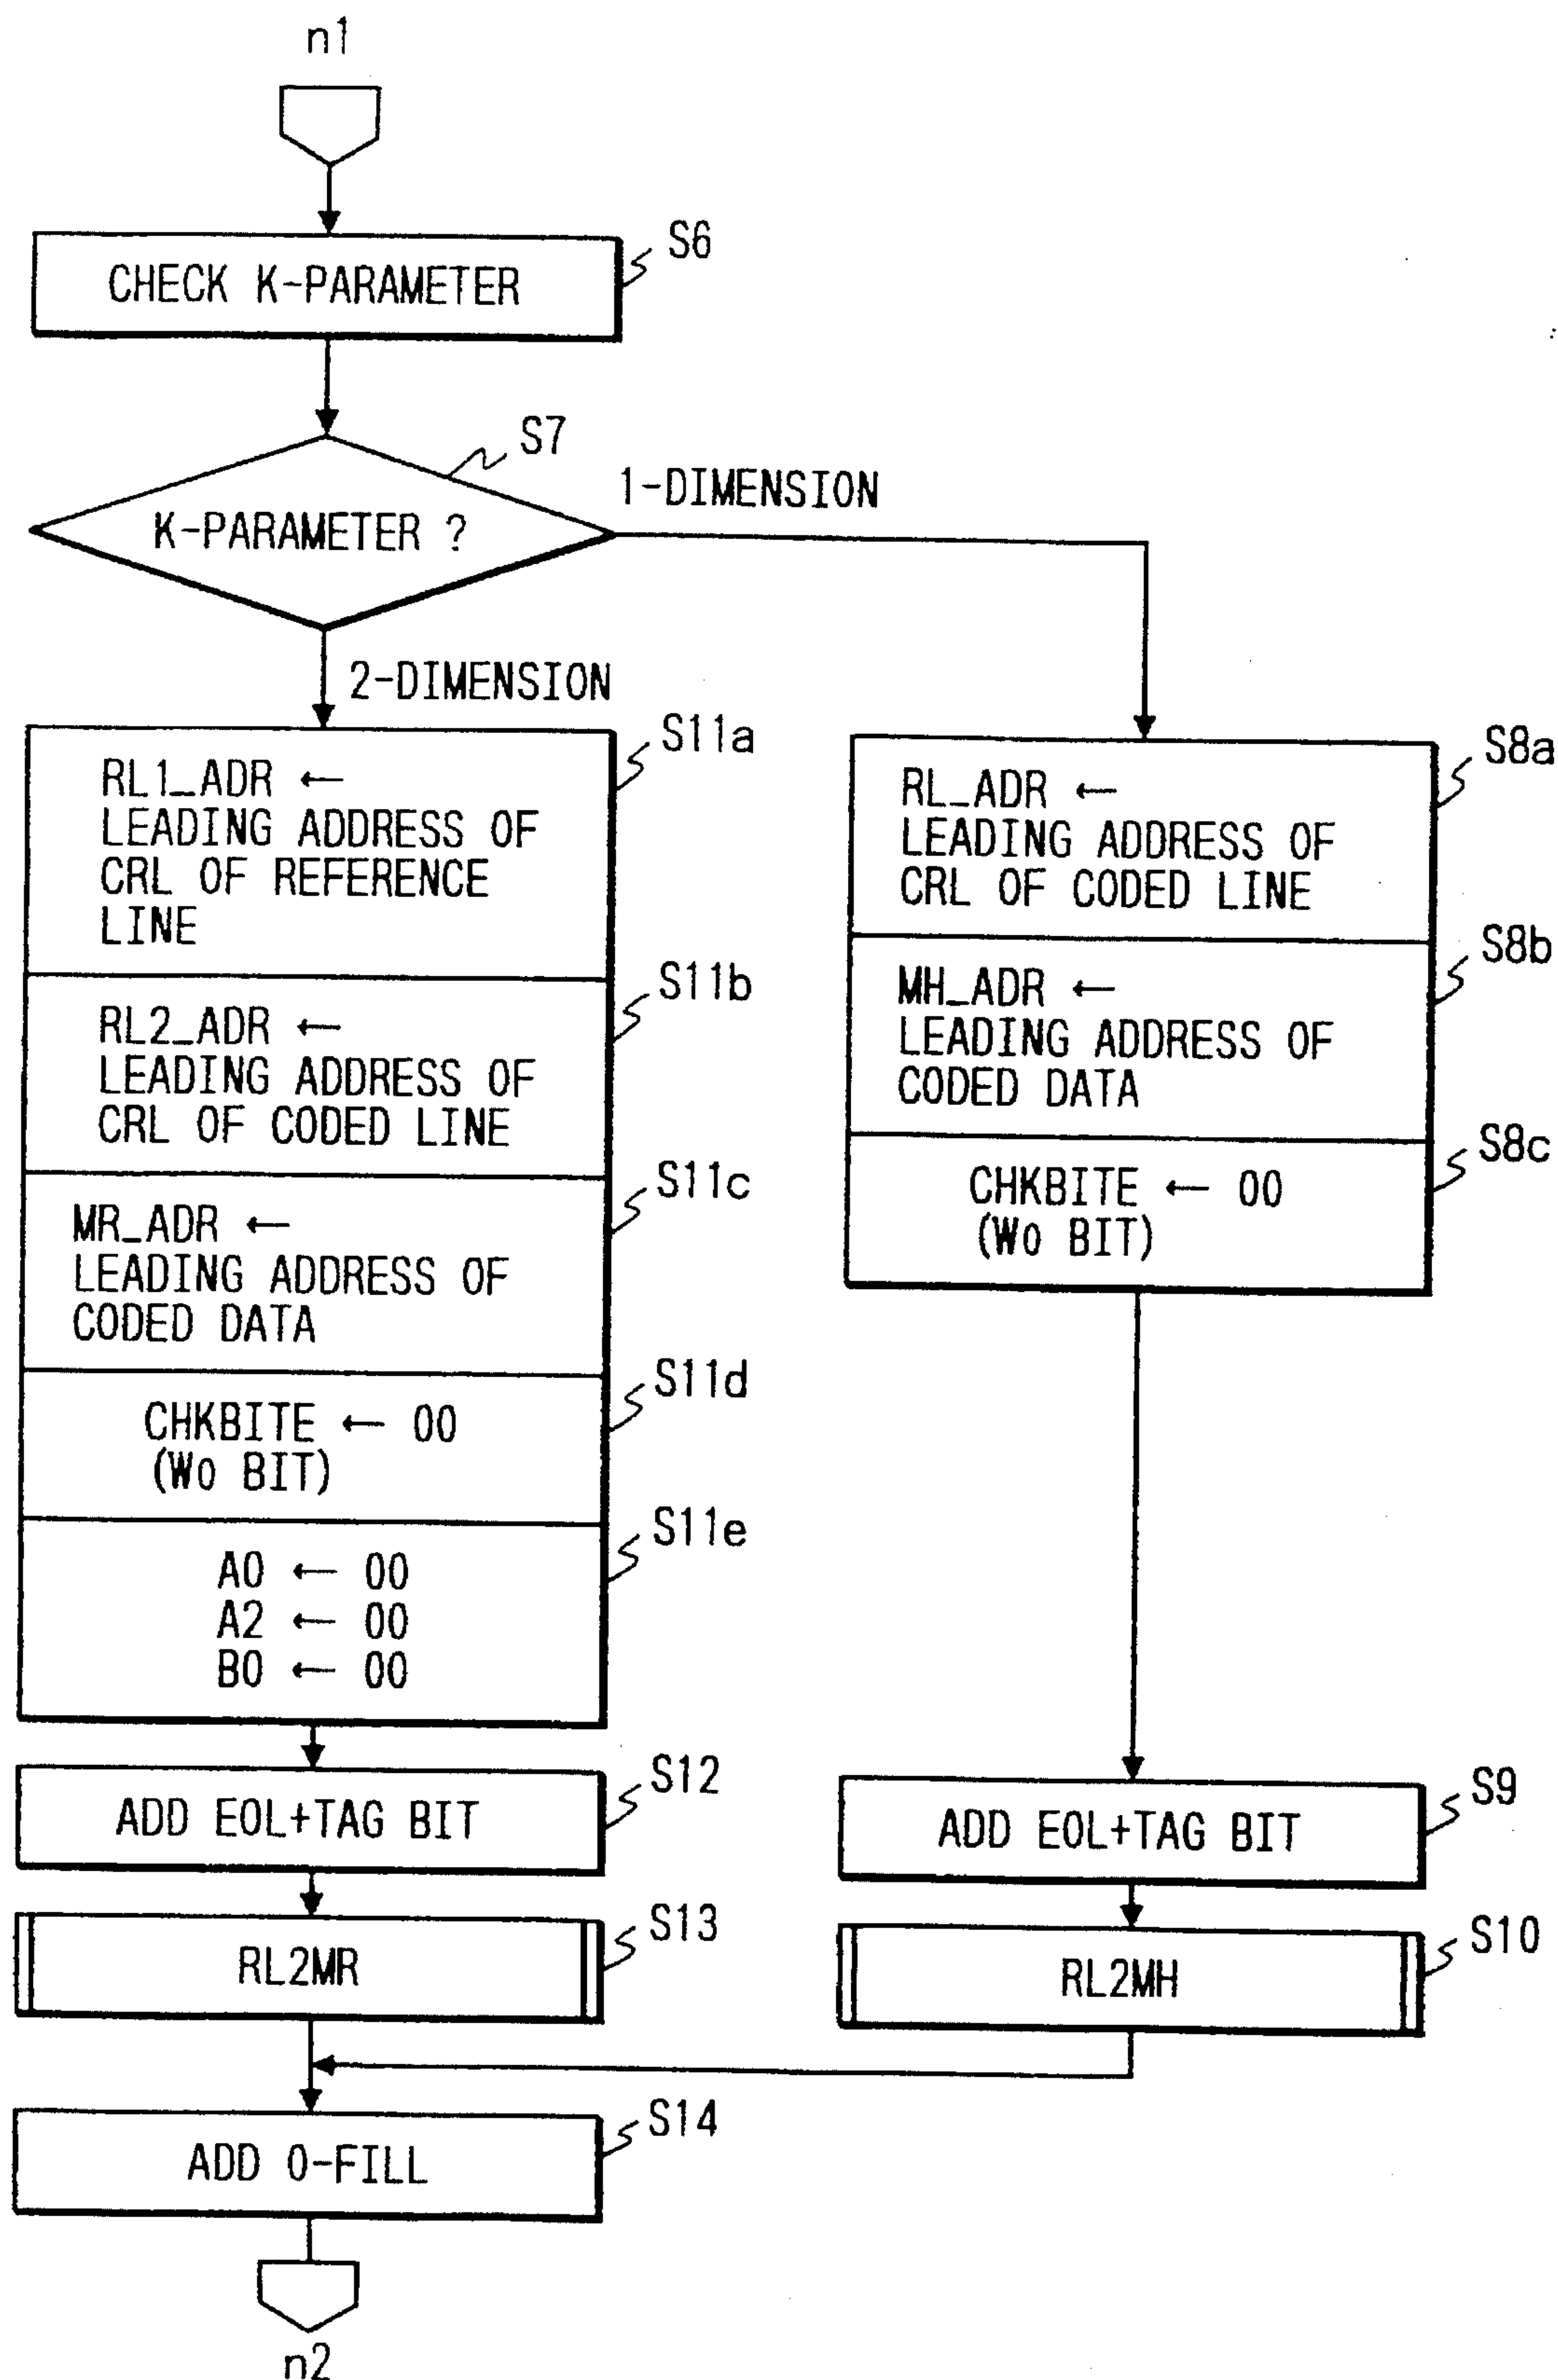 n1
S6
CHECK K-PARAMETER
S7
1-DIMENSION
K-PARAMETER ?
2-DIMENSION
S11a
RL1_ADR ←
LEADING ADDRESS OF
CRL OF REFERENCE
LINE
S11b
RL2_ADR ←
LEADING ADDRESS OF
CRL OF CODED LINE
S11c
MR_ADR ←
LEADING ADDRESS OF
CODED DATA
S11d
CHKBITE ← 00
(W0 BIT)
S11e
A0 ← 00
A2 ← 00
B0 ← 00
S12
ADD EOL+TAG BIT
S13
RL2MR
S8a
RL_ADR ←
LEADING ADDRESS OF
CRL OF CODED LINE
S8b
MH_ADR ←
LEADING ADDRESS OF
CODED DATA
S8c
CHKBITE ← 00
(W0 BIT)
S9
ADD EOL+TAG BIT
S10
RL2MH
S14
ADD 0-FILL
n2